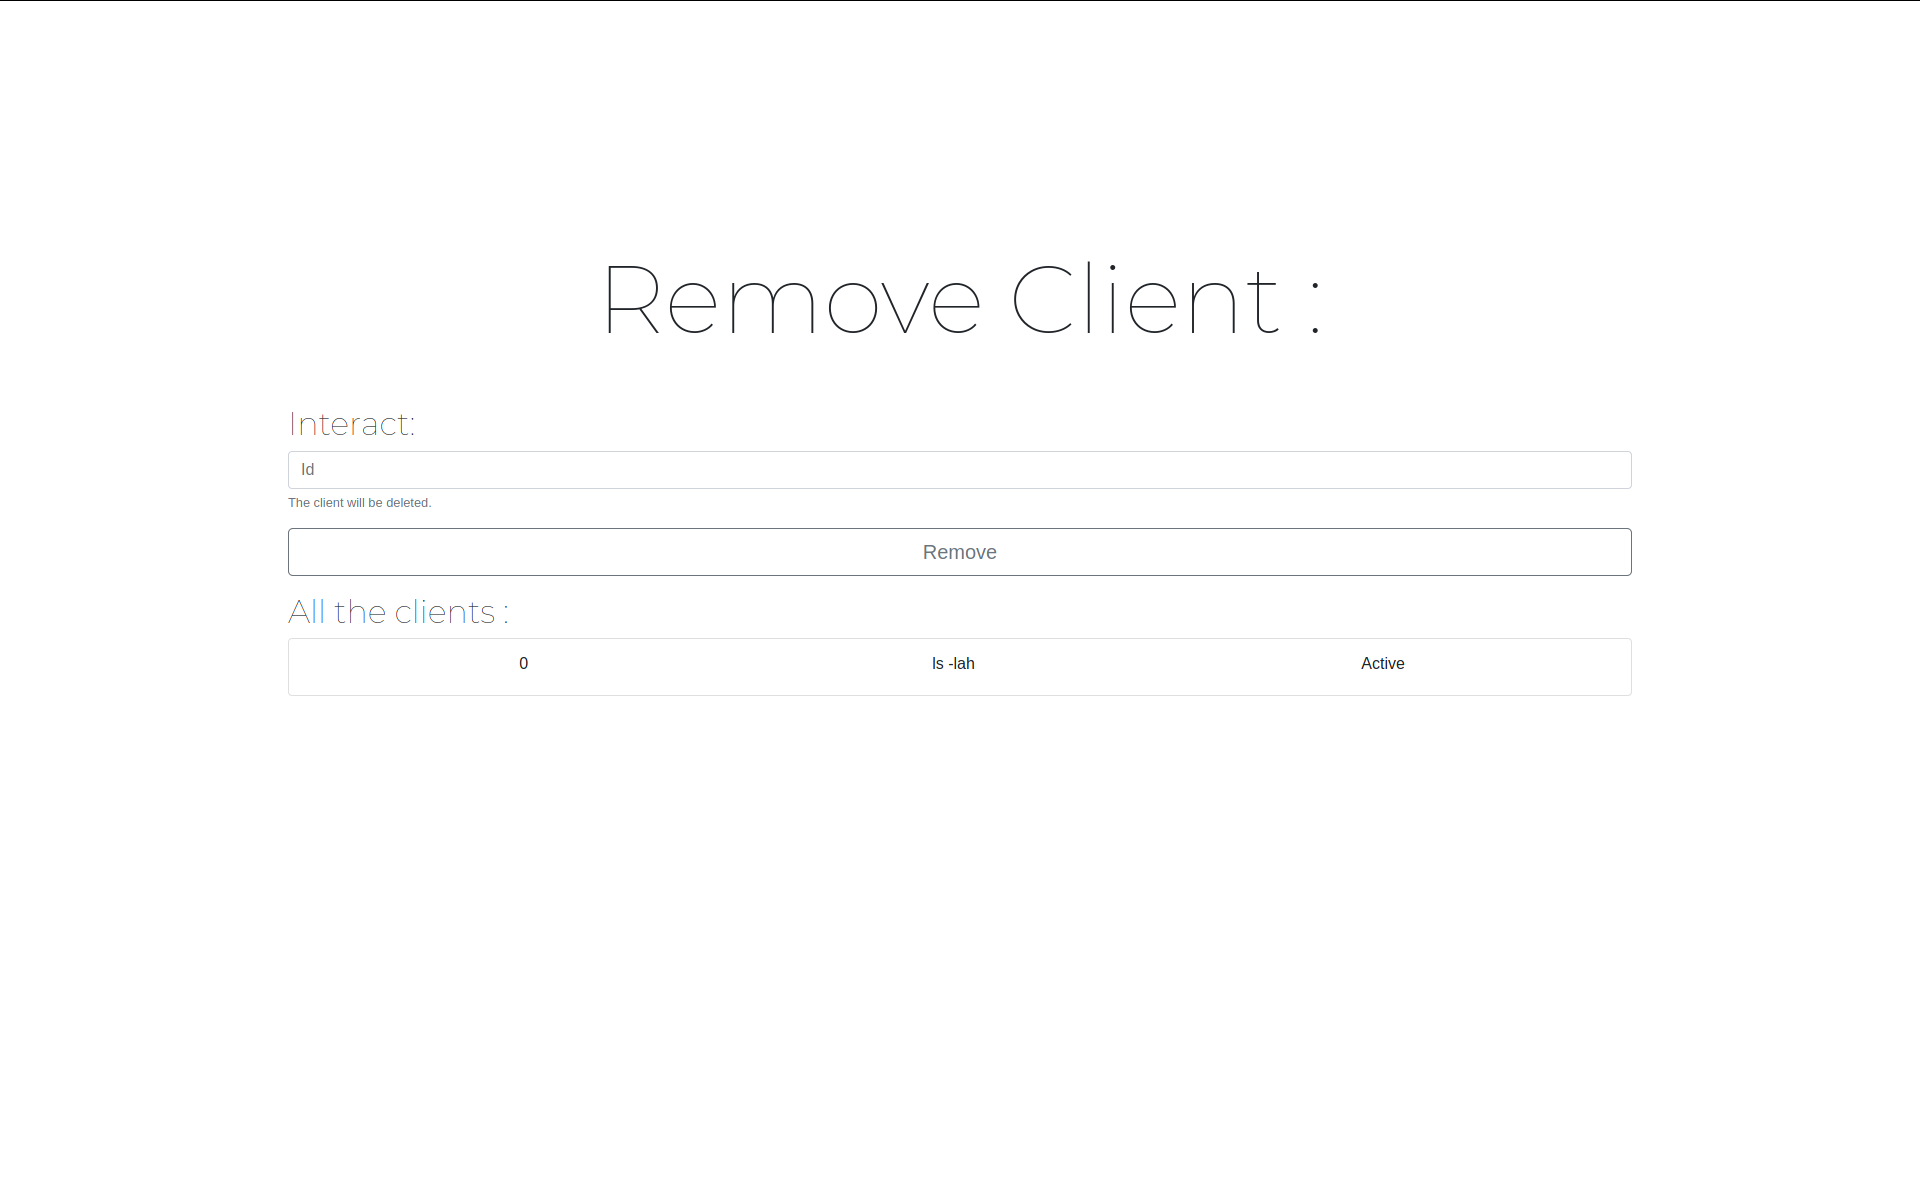 Remove Client :
Interact:
Id
The client will be deleted.
Remove
All the clients :
0 ls -lah Active